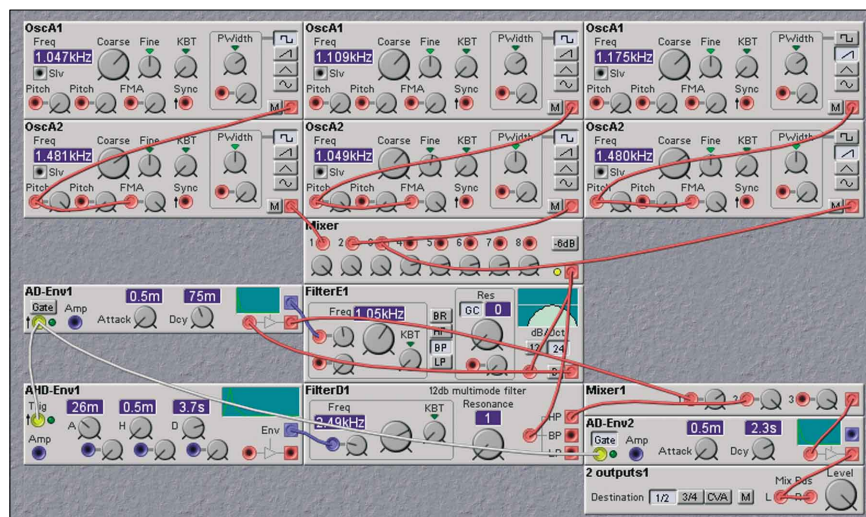 OscA1 OscA1 OscA1
Freq Coarse Fine KBT PWidth Freq Coarse Fine KBT PWidth Freq Coarse Fine KBT PWidth
1.047kHz 1.109kHz 1.175kHz
Slv Slv Slv
Pitch Pitch FMA Sync Pitch Pitch FMA Sync Pitch Pitch FMA Sync
M M M
OscA2 OscA2 OscA2
Freq Coarse Fine KBT PWidth Freq Coarse Fine KBT PWidth Freq Coarse Fine KBT PWidth
1.481kHz 1.049kHz 1.480kHz
Slv Slv Slv
Pitch Pitch FMA Sync Pitch Pitch FMA Sync Pitch Pitch FMA Sync
M M M
Mixer
1 2 3 4 5 6 7 8 -6dB
AD-Env1 FilterE1
Gate Amp 0.5m 75m Freq 1.05kHz Res
Attack Dcy GC 0
BR
KBT dB/Oct
BP 12 24
LP
AHD-Env1 FilterD1 12db multimode filter Mixer1
Trig 26m 0.5m 3.7s Freq KBT Resonance 1 2 3
A H D 2.49kHz 1 HP
Amp Env BP
LP
AD-Env2
Gate Amp 0.5m 2.3s
Attack Dcy
2 outputs1
Mix Bus Level
Destination 1/2 3/4 CVA M L R